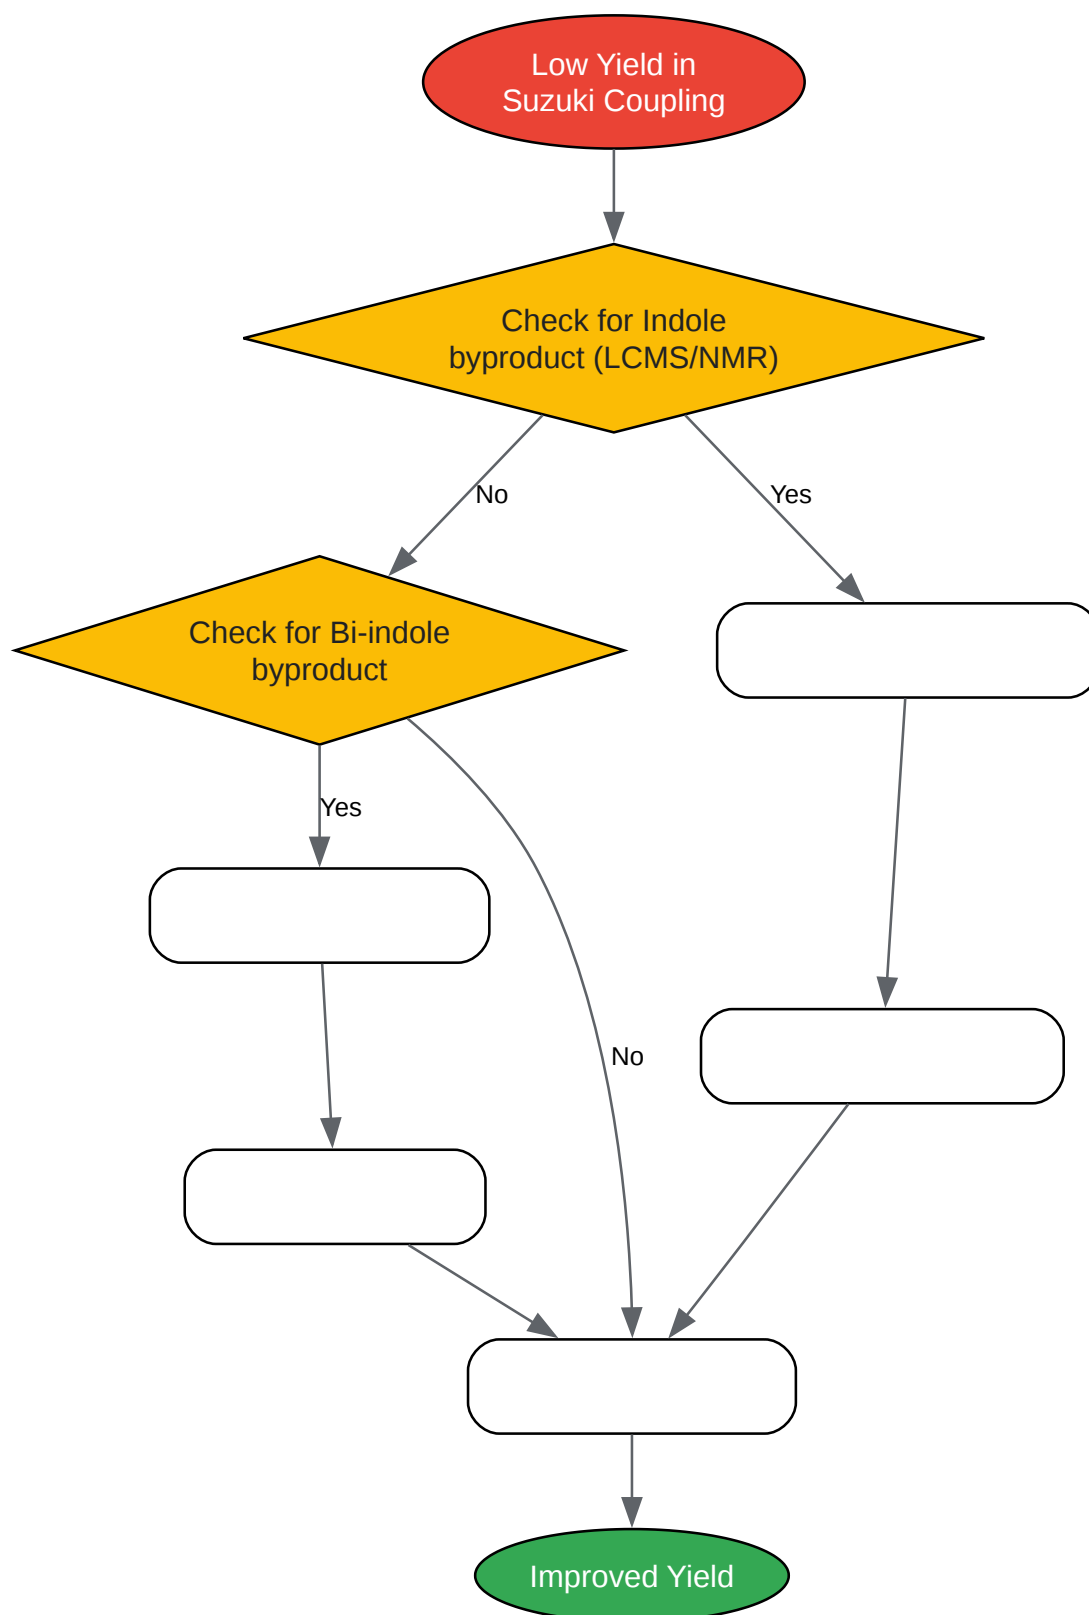 Low Yield in
Suzuki Coupling
Check for Indole
byproduct (LCMS/NMR)
No
Yes
Check for Bi-indole
byproduct
Yes
No
Improved Yield